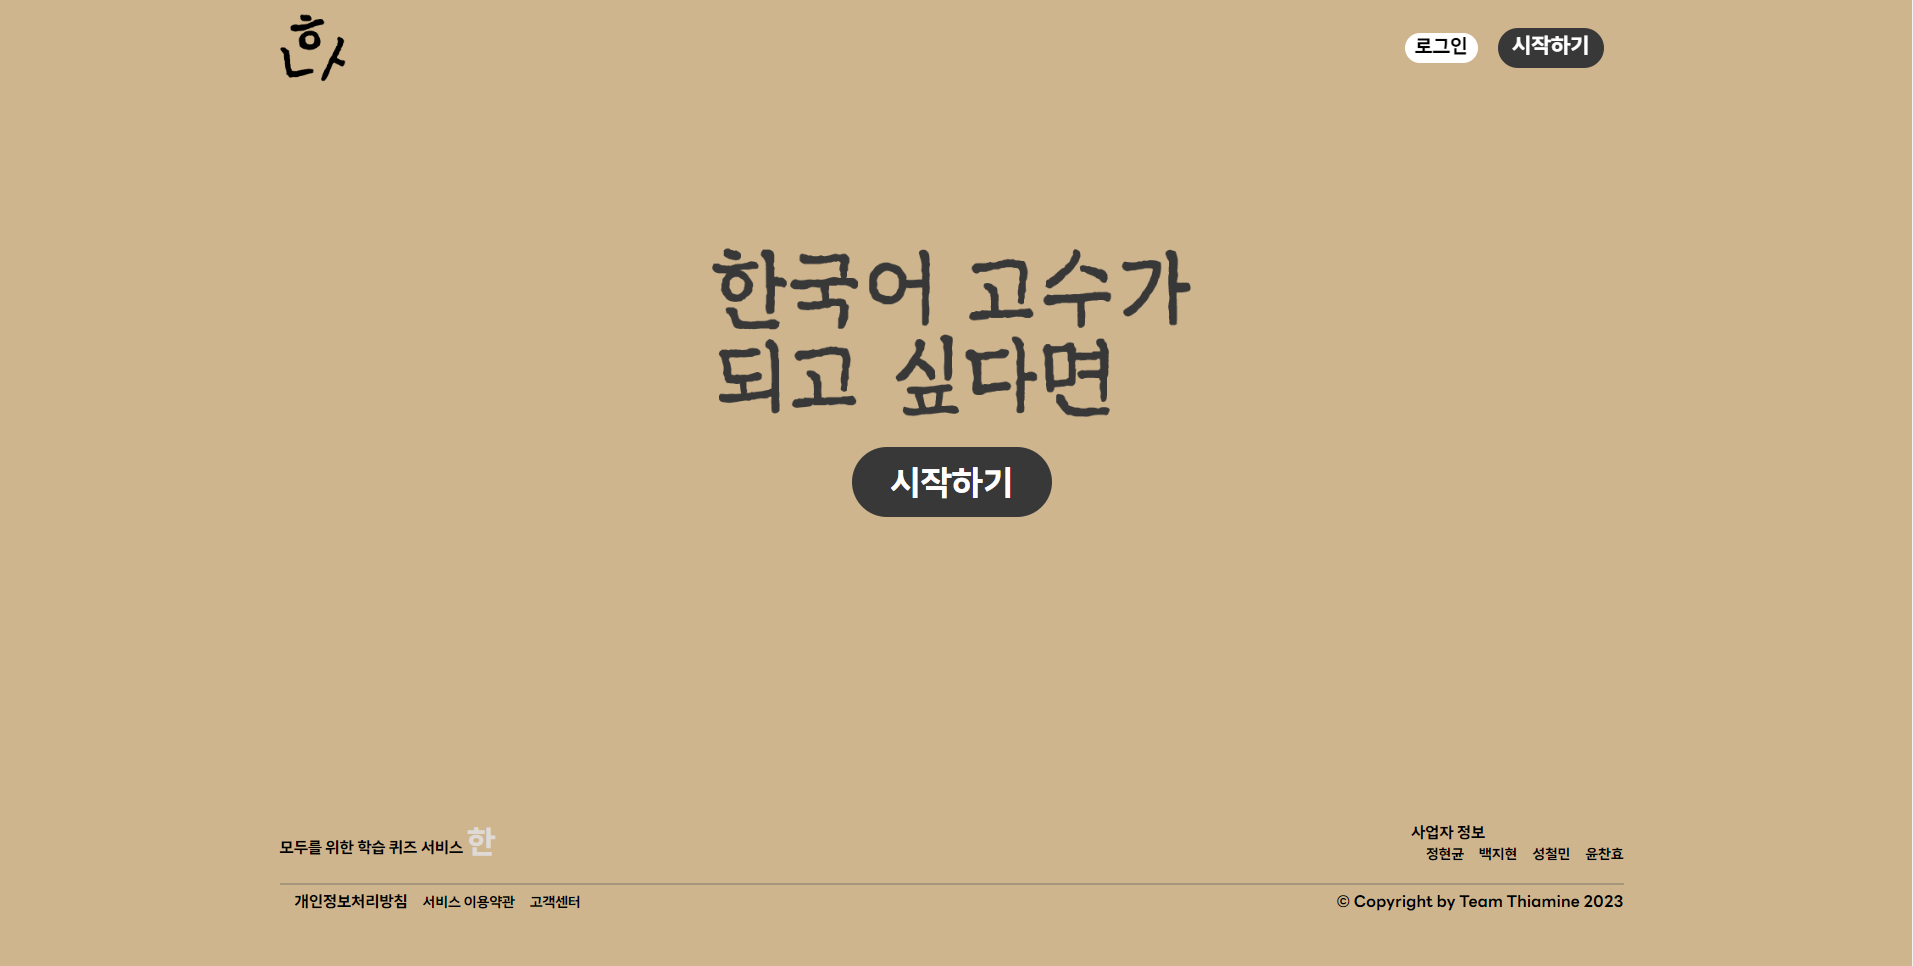 한
로그인
시작하기
한국어 고수가
되고 싶다면
시작하기
모두를 위한 학습 퀴즈 서비스 한
사업자 정보
정현균 백지현 성철민 윤찬효
개인정보처리방침 서비스 이용약관 고객센터
© Copyright by Team Thiamine 2023